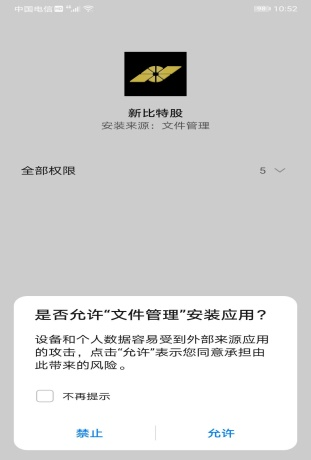 中国电信 HD 4G 10:52
新比特股
安装来源：文件管理
全部权限 5
是否允许“文件管理”安装应用？
设备和个人数据容易受到外部来源应用
的攻击，点击“允许”表示您同意承担由
此带来的风险。
不再提示
禁止 允许